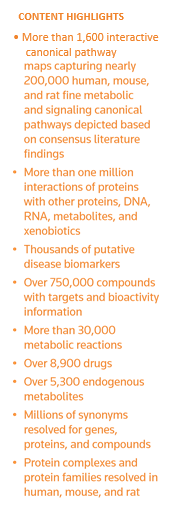 CONTENT HIGHLIGHTS
• More than 1,600 interactive
canonical pathway
maps capturing nearly
200,000 human, mouse,
and rat fine metabolic
and signaling canonical
pathways depicted based
on consensus literature
findings
• More than one million
interactions of proteins
with other proteins, DNA,
RNA, metabolites, and
xenobiotics
• Thousands of putative
disease biomarkers
• Over 750,000 compounds
with targets and bioactivity
information
• More than 30,000
metabolic reactions
• Over 8,900 drugs
• Over 5,300 endogenous
metabolites
• Millions of synonyms
resolved for genes,
proteins, and compounds
• Protein complexes and
protein families resolved in
human, mouse, and rat